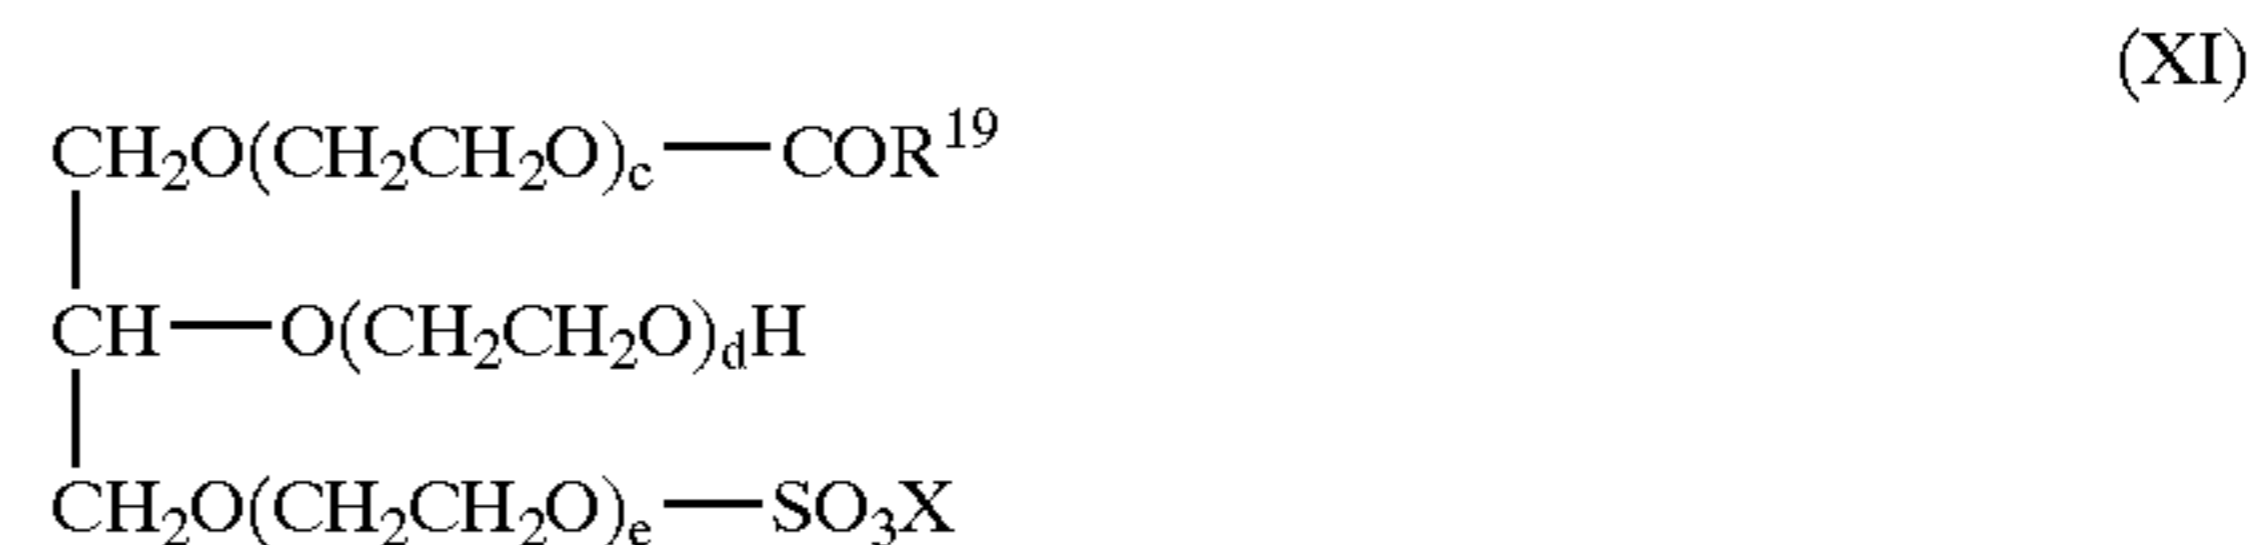 (XI)
CH₂O(CH₂CH₂O)c—COR¹⁹
CH—O(CH₂CH₂O)dH
CH₂O(CH₂CH₂O)ₑ—SO₃X